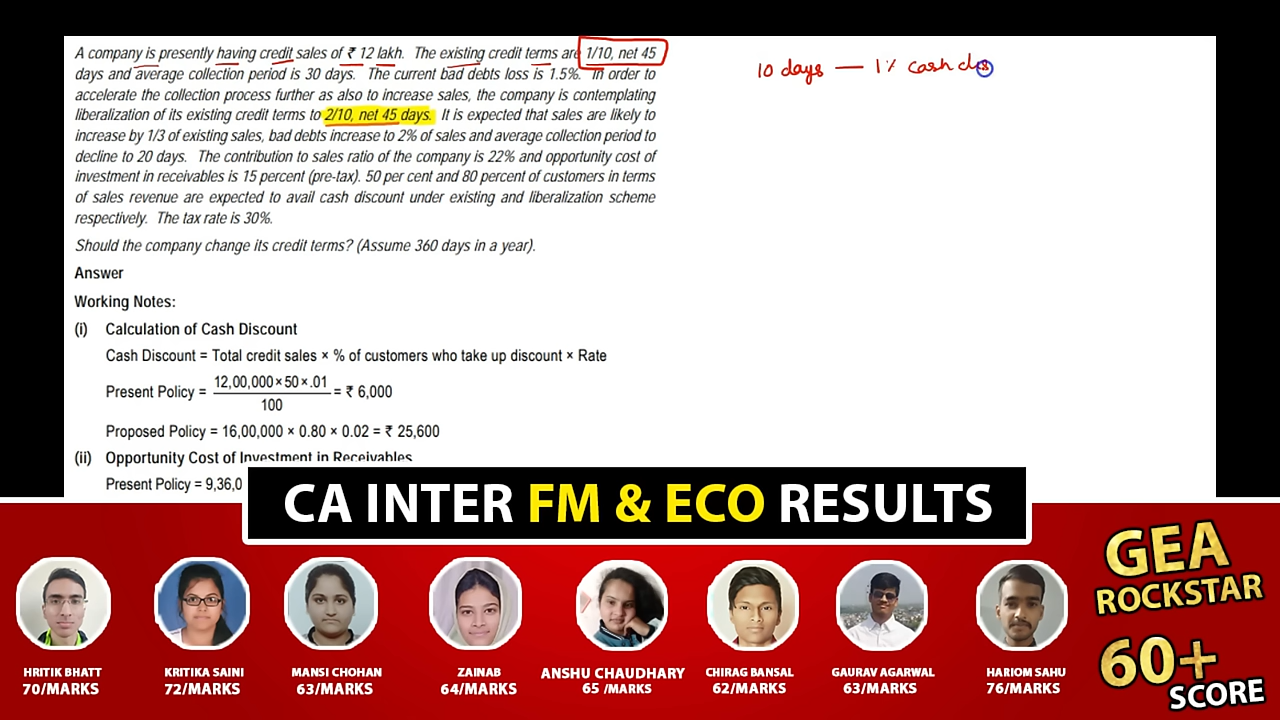 A company is presently having credit sales of ₹ 12 lakh. The existing credit terms are 1/10, net 45
days and average collection period is 30 days. The current bad debts loss is 1.5%. In order to
accelerate the collection process further as also to increase sales, the company is contemplating
liberalization of its existing credit terms to 2/10, net 45 days. It is expected that sales are likely to
increase by 1/3 of existing sales, bad debts increase to 2% of sales and average collection period to
decline to 20 days. The contribution to sales ratio of the company is 22% and opportunity cost of
investment in receivables is 15 percent (pre-tax). 50 per cent and 80 percent of customers in terms
of sales revenue are expected to avail cash discount under existing and liberalization scheme
respectively. The tax rate is 30%.
Should the company change its credit terms? (Assume 360 days in a year).
10 days — 1% cash dis
Answer
Working Notes:
(i) Calculation of Cash Discount
Cash Discount = Total credit sales × % of customers who take up discount × Rate
Present Policy = 12,00,000×50×.01 / 100 = ₹ 6,000
Proposed Policy = 16,00,000 × 0.80 × 0.02 = ₹ 25,600
(ii) Opportunity Cost of Investment in Receivables
Present Policy = 9,36,0
CA INTER FM & ECO RESULTS
HRITIK BHATT
70/MARKS
KRITIKA SAINI
72/MARKS
MANSI CHOHAN
63/MARKS
ZAINAB
64/MARKS
ANSHU CHAUDHARY
65 /MARKS
CHIRAG BANSAL
62/MARKS
GAURAV AGARWAL
63/MARKS
HARIOM SAHU
76/MARKS
GEA
ROCKSTAR
60+
SCORE